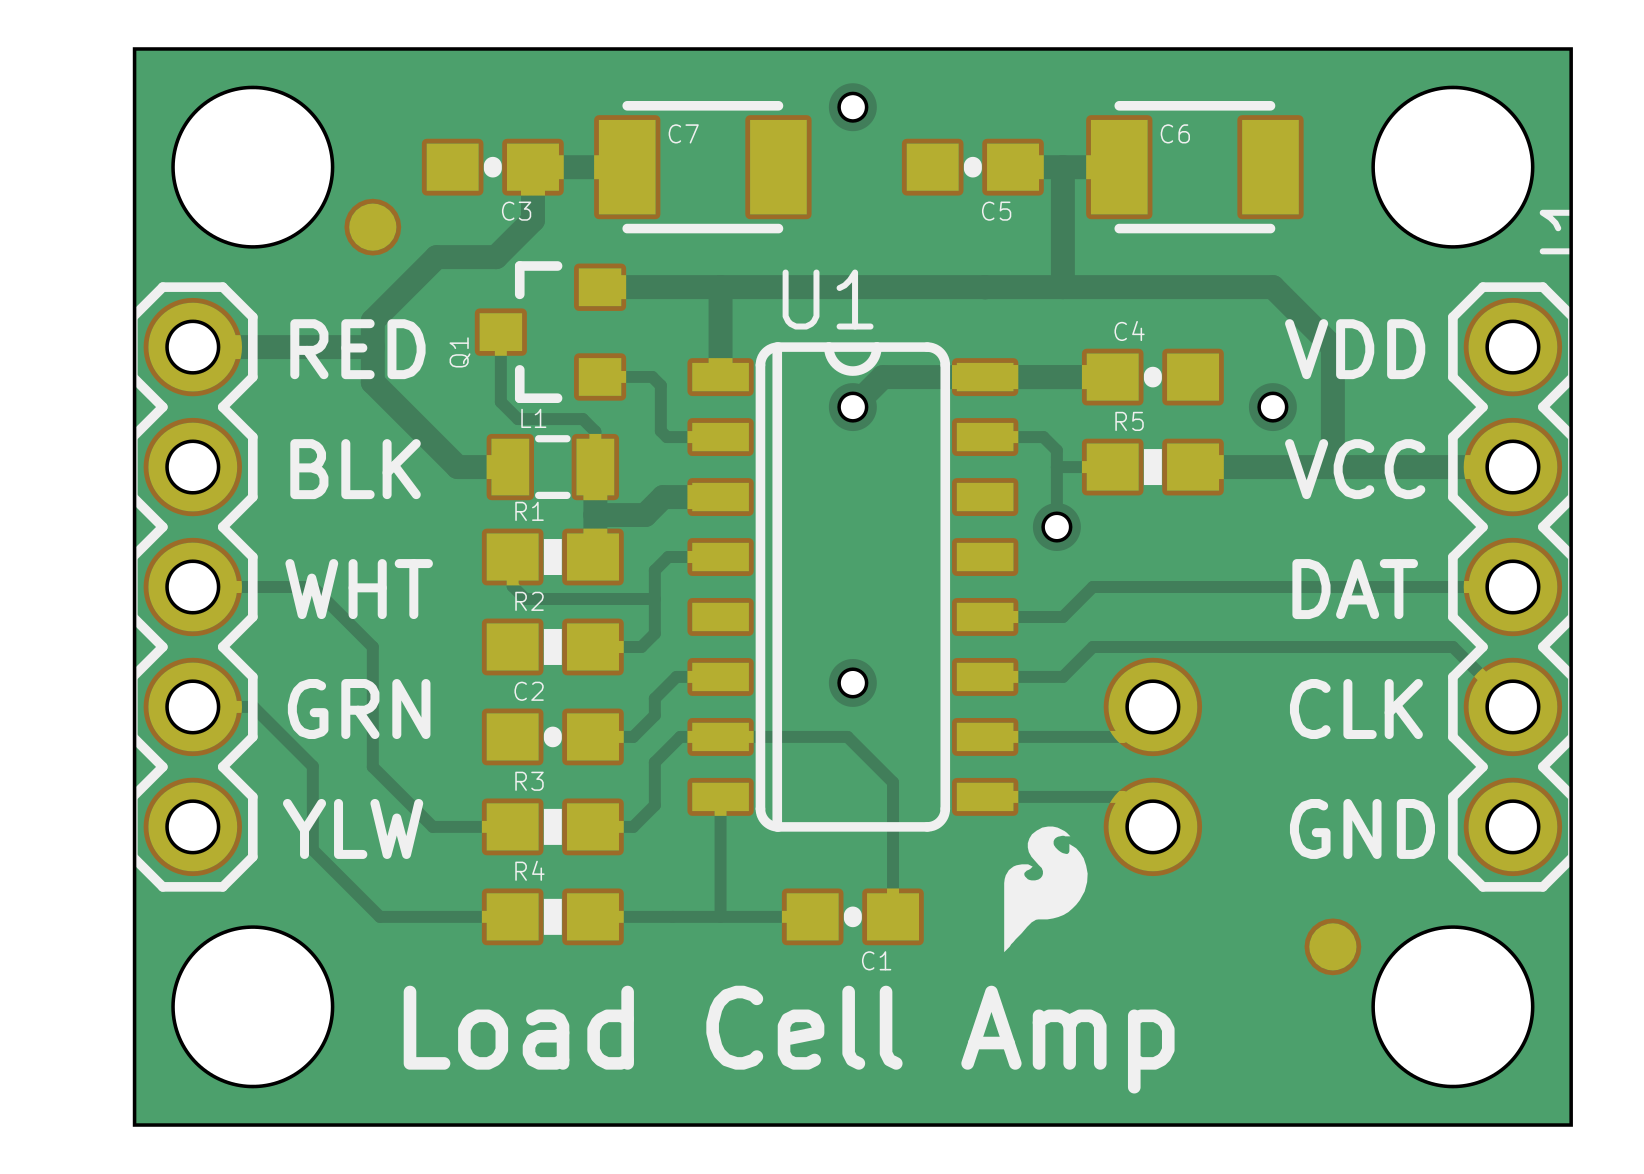 C7
C6
C3
C5
U1
C4
RED
VDD
Q1
L1
R5
BLK
VCC
R1
WHT
R2
DAT
GRN
C2
CLK
R3
YLW
GND
R4
C1
Load Cell Amp